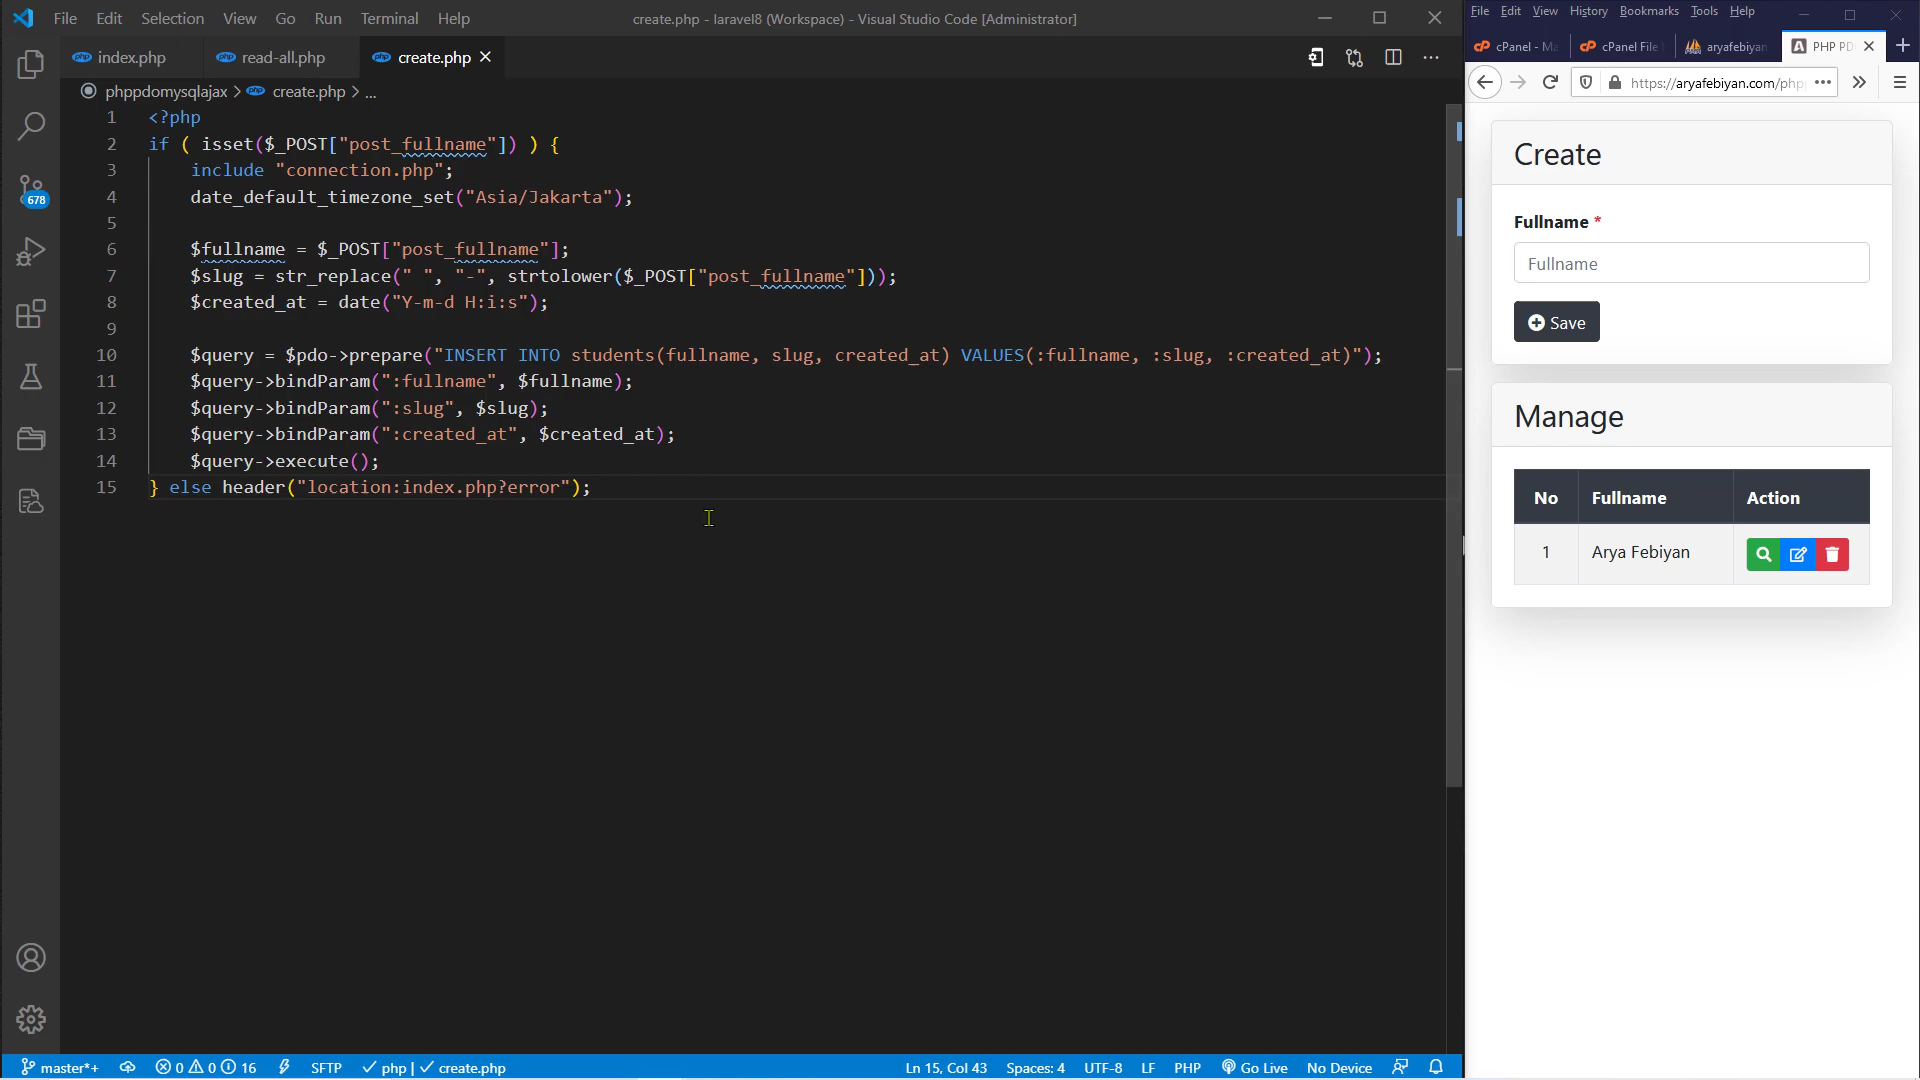 File Edit Selection View Go Run Terminal Help
create.php - laravel8 (Workspace) - Visual Studio Code [Administrator]
php index.php
php read-all.php
php create.php
phppdomysqlajax > php create.php > ...
678
1 <?php
2 if ( isset($_POST["post_fullname"]) ) {
3 include "connection.php";
4 date_default_timezone_set("Asia/Jakarta");
5
6 $fullname = $_POST["post_fullname"];
7 $slug = str_replace(" ", "-", strtolower($_POST["post_fullname"]));
8 $created_at = date("Y-m-d H:i:s");
9
10 $query = $pdo->prepare("INSERT INTO students(fullname, slug, created_at) VALUES(:fullname, :slug, :created_at)");
11 $query->bindParam(":fullname", $fullname);
12 $query->bindParam(":slug", $slug);
13 $query->bindParam(":created_at", $created_at);
14 $query->execute();
15 } else header("location:index.php?error");
master*+ 0 0 16 SFTP php | create.php Ln 15, Col 43 Spaces: 4 UTF-8 LF PHP Go Live No Device
File Edit View History Bookmarks Tools Help
cP cPanel - Ma
cP cPanel File
aryafebiyan
A PHP PD
https://aryafebiyan.com/php
Create
Fullname *
Fullname
Save
Manage
No Fullname Action
1 Arya Febiyan